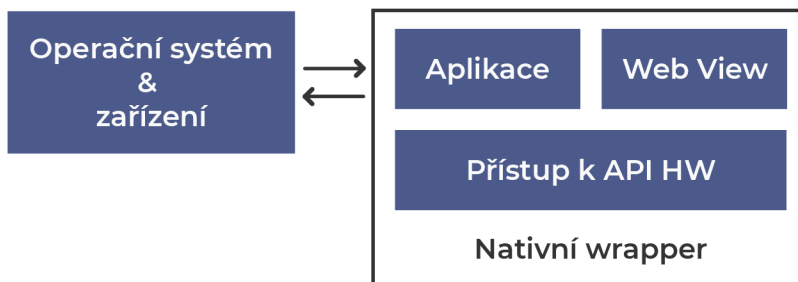 Operační systém
&
zařízení
Aplikace
Web View
Přístup k API HW
Nativní wrapper